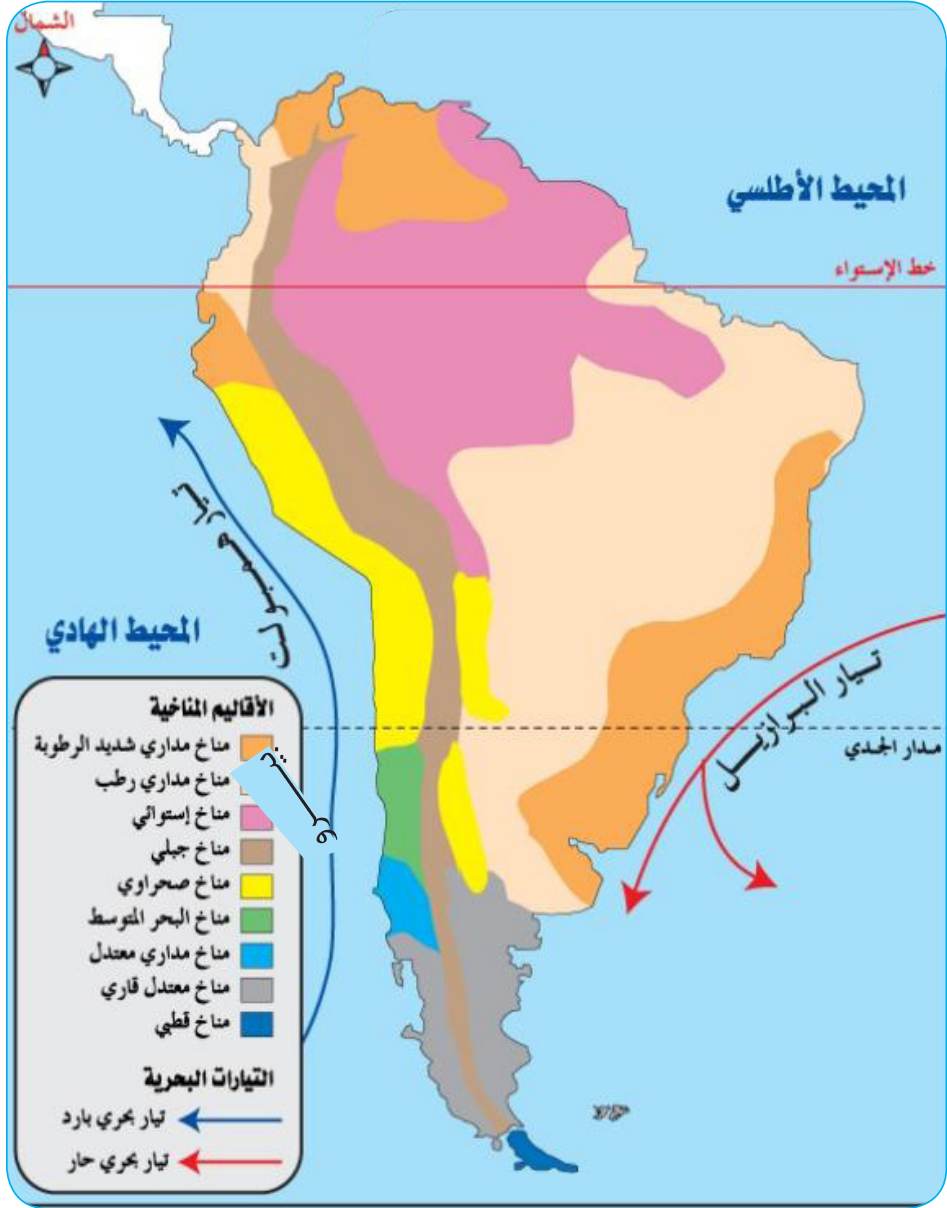 الشمال
المحيط الأطلسي
خط الإستواء
تيار همبولت
المحيط الهادي
تيار البرازيل
مدار الجدي
الأقاليم المناخية
مناخ مداري شديد الرطوبة
مناخ مداري رطب
مناخ إستوائي
مناخ جبلي
مناخ صحراوي
مناخ البحر المتوسط
مناخ مداري معتدل
مناخ معتدل قاري
مناخ قطبي
التيارات البحرية
تيار بحري بارد
تيار بحري حار